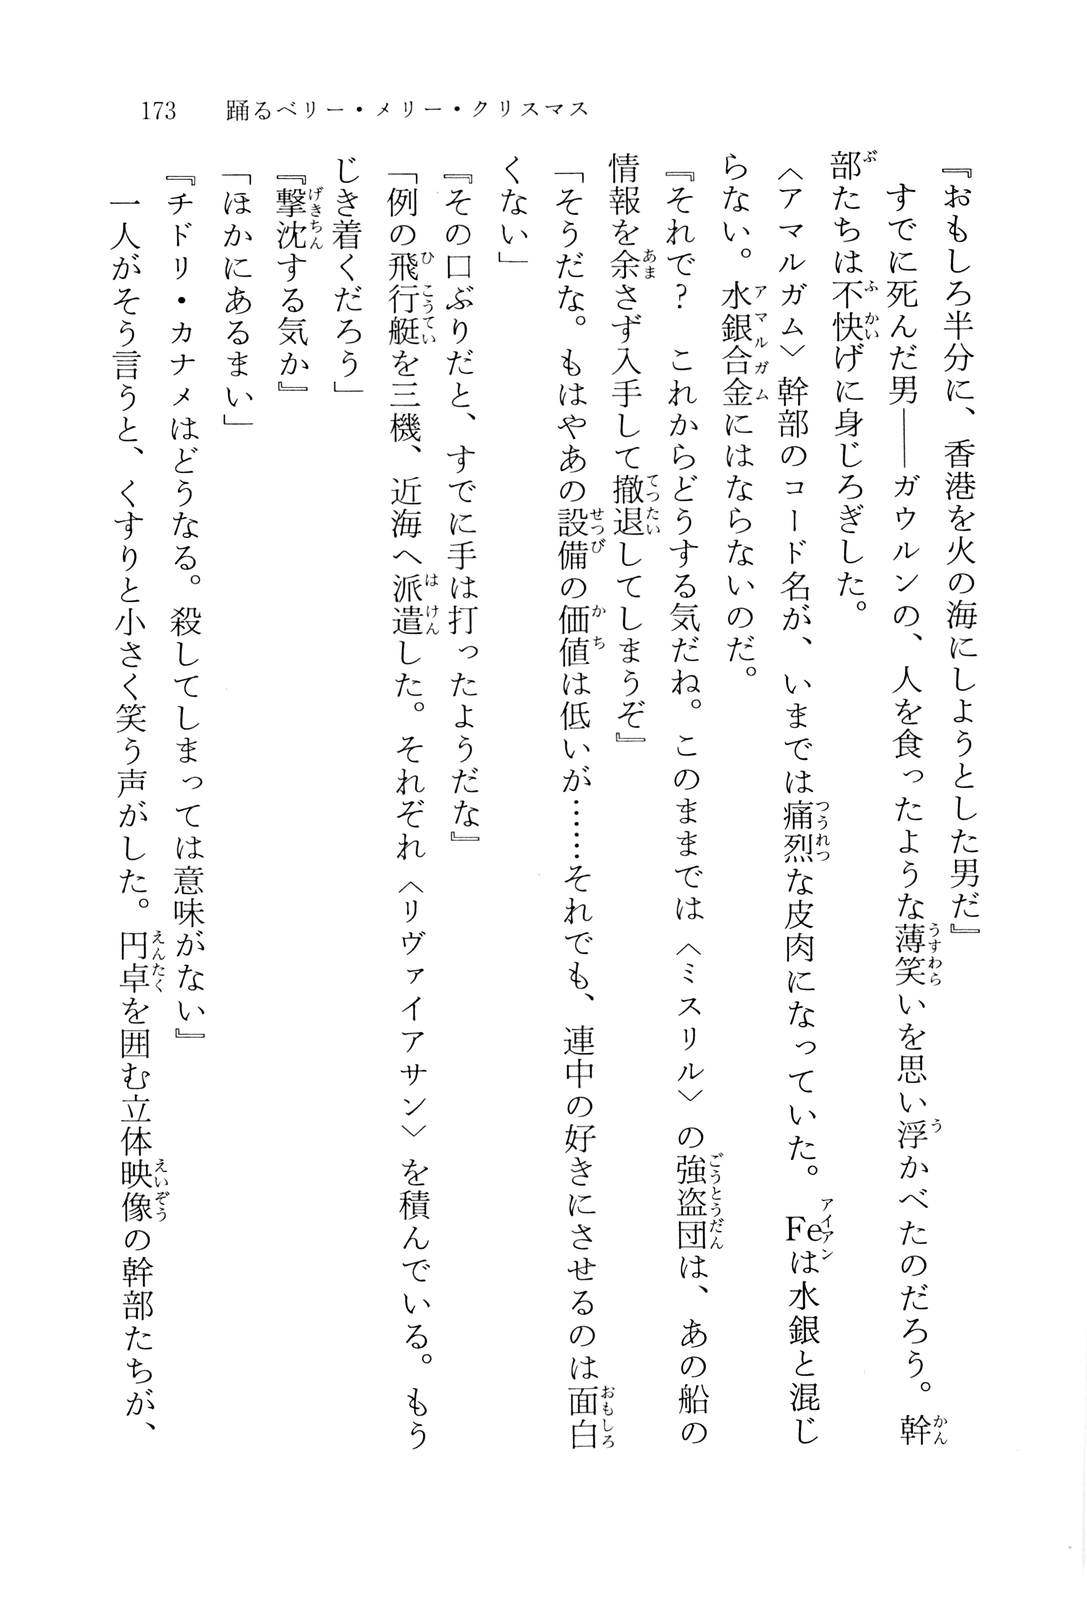 173 踊るベリー・メリー・クリスマス
『おもしろ半分に、香港を火の海にしようとした男だ』
すでに死んだ男――ガウルンの、人を食ったような薄笑いを思い浮かべたのだろう。幹
部たちは不快げに身じろぎした。
〈アマルガム〉幹部のコード名が、いまでは痛烈な皮肉になっていた。Feは水銀と混じ
らない。水銀合金にはならないのだ。
『それで？　これからどうする気だね。このままでは〈ミスリル〉の強盗団は、あの船の
情報を余さず入手して撤退してしまうぞ』
「そうだな。もはやあの設備の価値は低いが……それでも、連中の好きにさせるのは面白
くない」
『その口ぶりだと、すでに手は打ったようだな』
「例の飛行艇を三機、近海へ派遣した。それぞれ〈リヴァイアサン〉を積んでいる。もう
じき着くだろう」
『撃沈する気か』
「ほかにあるまい」
『チドリ・カナメはどうなる。殺してしまっては意味がない』
一人がそう言うと、くすりと小さく笑う声がした。円卓を囲む立体映像の幹部たちが、